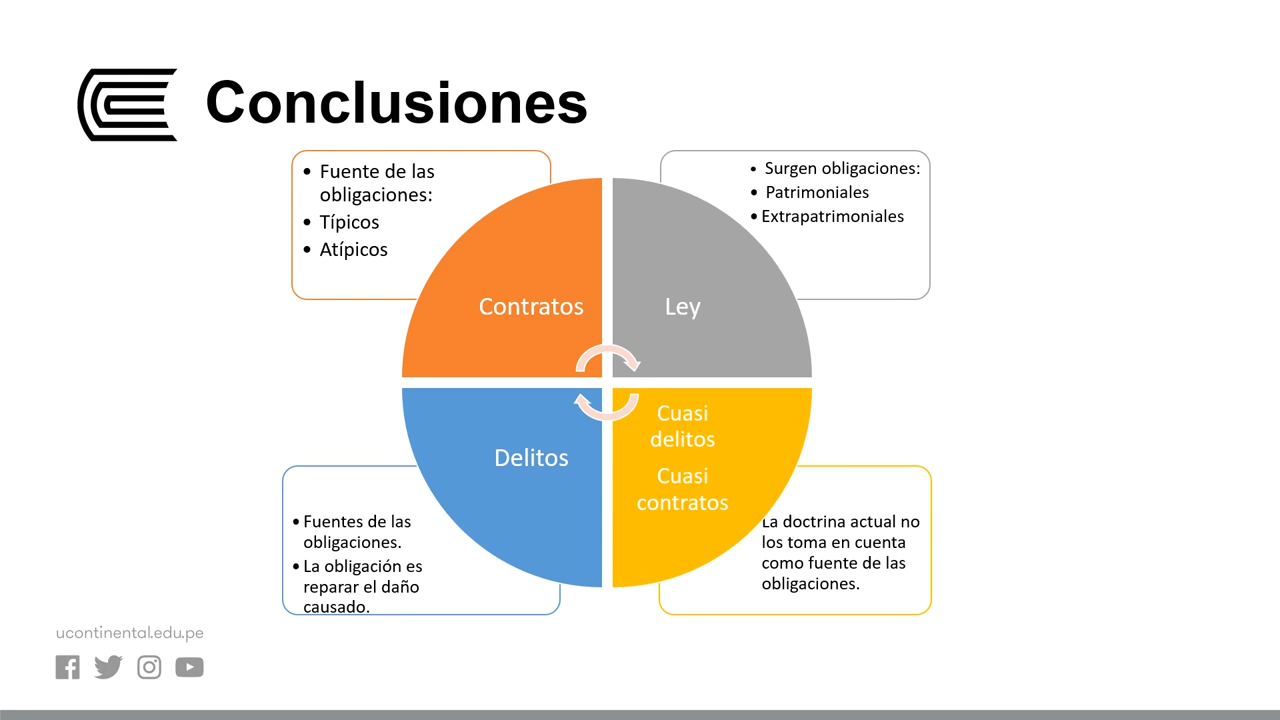 Conclusiones
• Fuente de las
obligaciones:
• Típicos
• Atípicos
• Surgen obligaciones:
• Patrimoniales
• Extrapatrimoniales
Contratos
Ley
Delitos
Cuasi
delitos
Cuasi
contratos
• Fuentes de las
obligaciones.
• La obligación es
reparar el daño
causado.
La doctrina actual no
los toma en cuenta
como fuente de las
obligaciones.
ucontinental.edu.pe